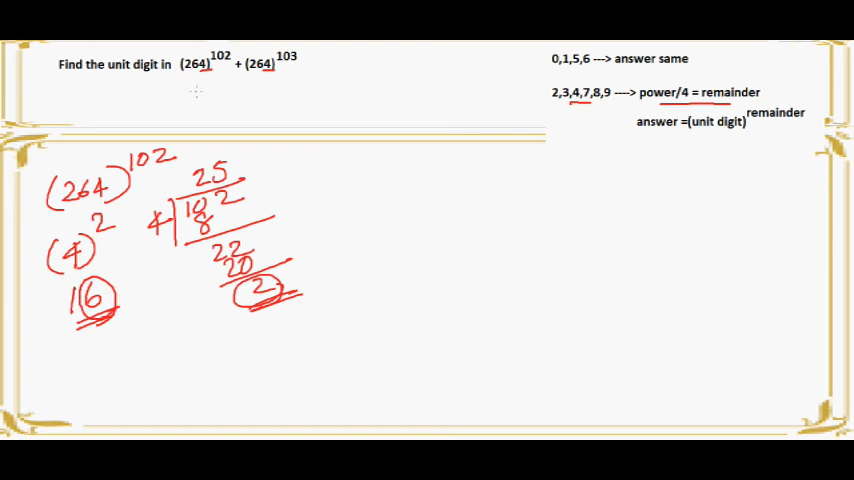 Find the unit digit in (264)^102 + (264)^103
0,1,5,6 ---> answer same
2,3,4,7,8,9 ----> power/4 = remainder
answer =(unit digit)^remainder
(264)^102
(4)^2
16
25
4 102
8
22
20
2